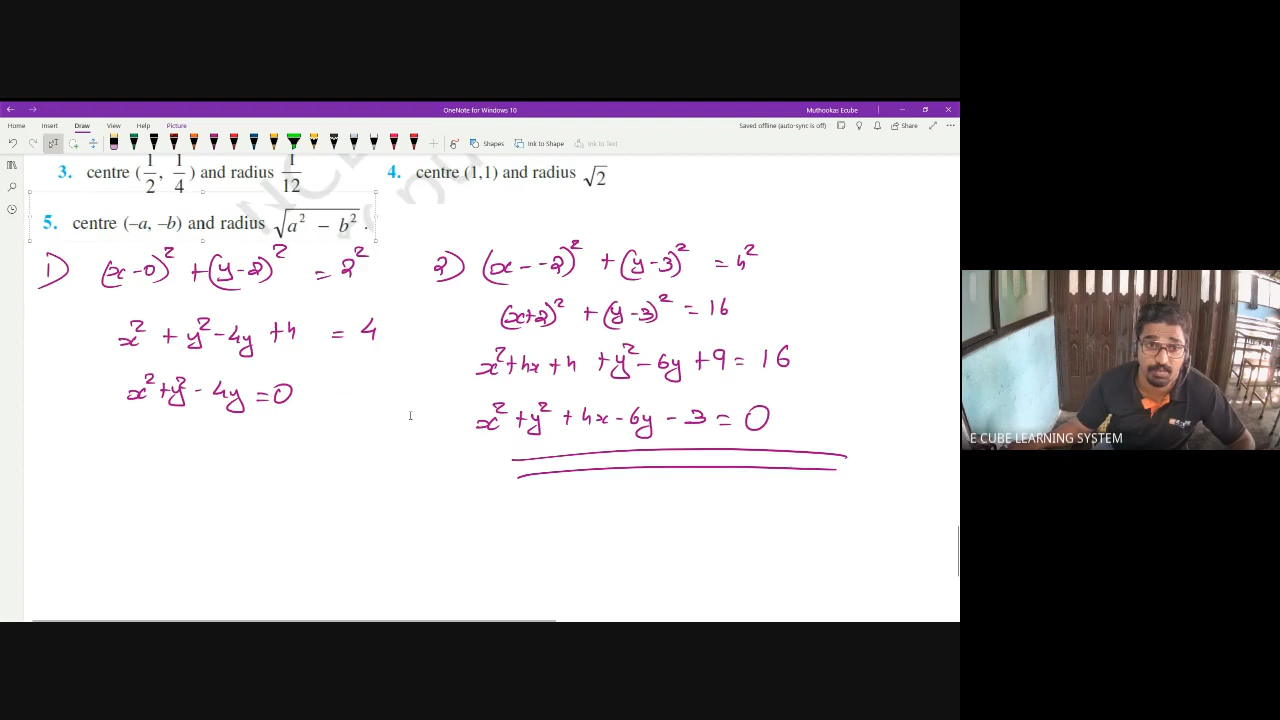 OneNote for Windows 10
Muthookas Ecube
Home Insert Draw View Help Picture
Saved offline (auto-sync is off) Share
Shapes Ink to Shape Ink to Text
3. centre (1/2, 1/4) and radius 1/12
4. centre (1,1) and radius √2
5. centre (–a, –b) and radius √(a² – b²).
1) (x-0)² + (y-2)² = 2²
x² + y² - 4y + 4 = 4
x² + y² - 4y = 0
2) (x - -2)² + (y-3)² = 4²
(x+2)² + (y-3)² = 16
x² + 4x + 4 + y² - 6y + 9 = 16
x² + y² + 4x - 6y - 3 = 0
E CUBE LEARNING SYSTEM